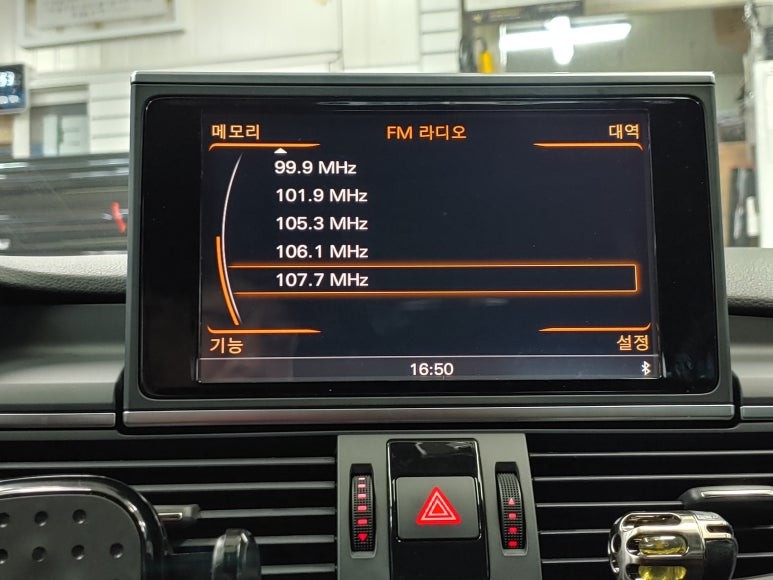 메모리 FM 라디오 대역
99.9 MHz
101.9 MHz
105.3 MHz
106.1 MHz
107.7 MHz
기능 설정
16:50